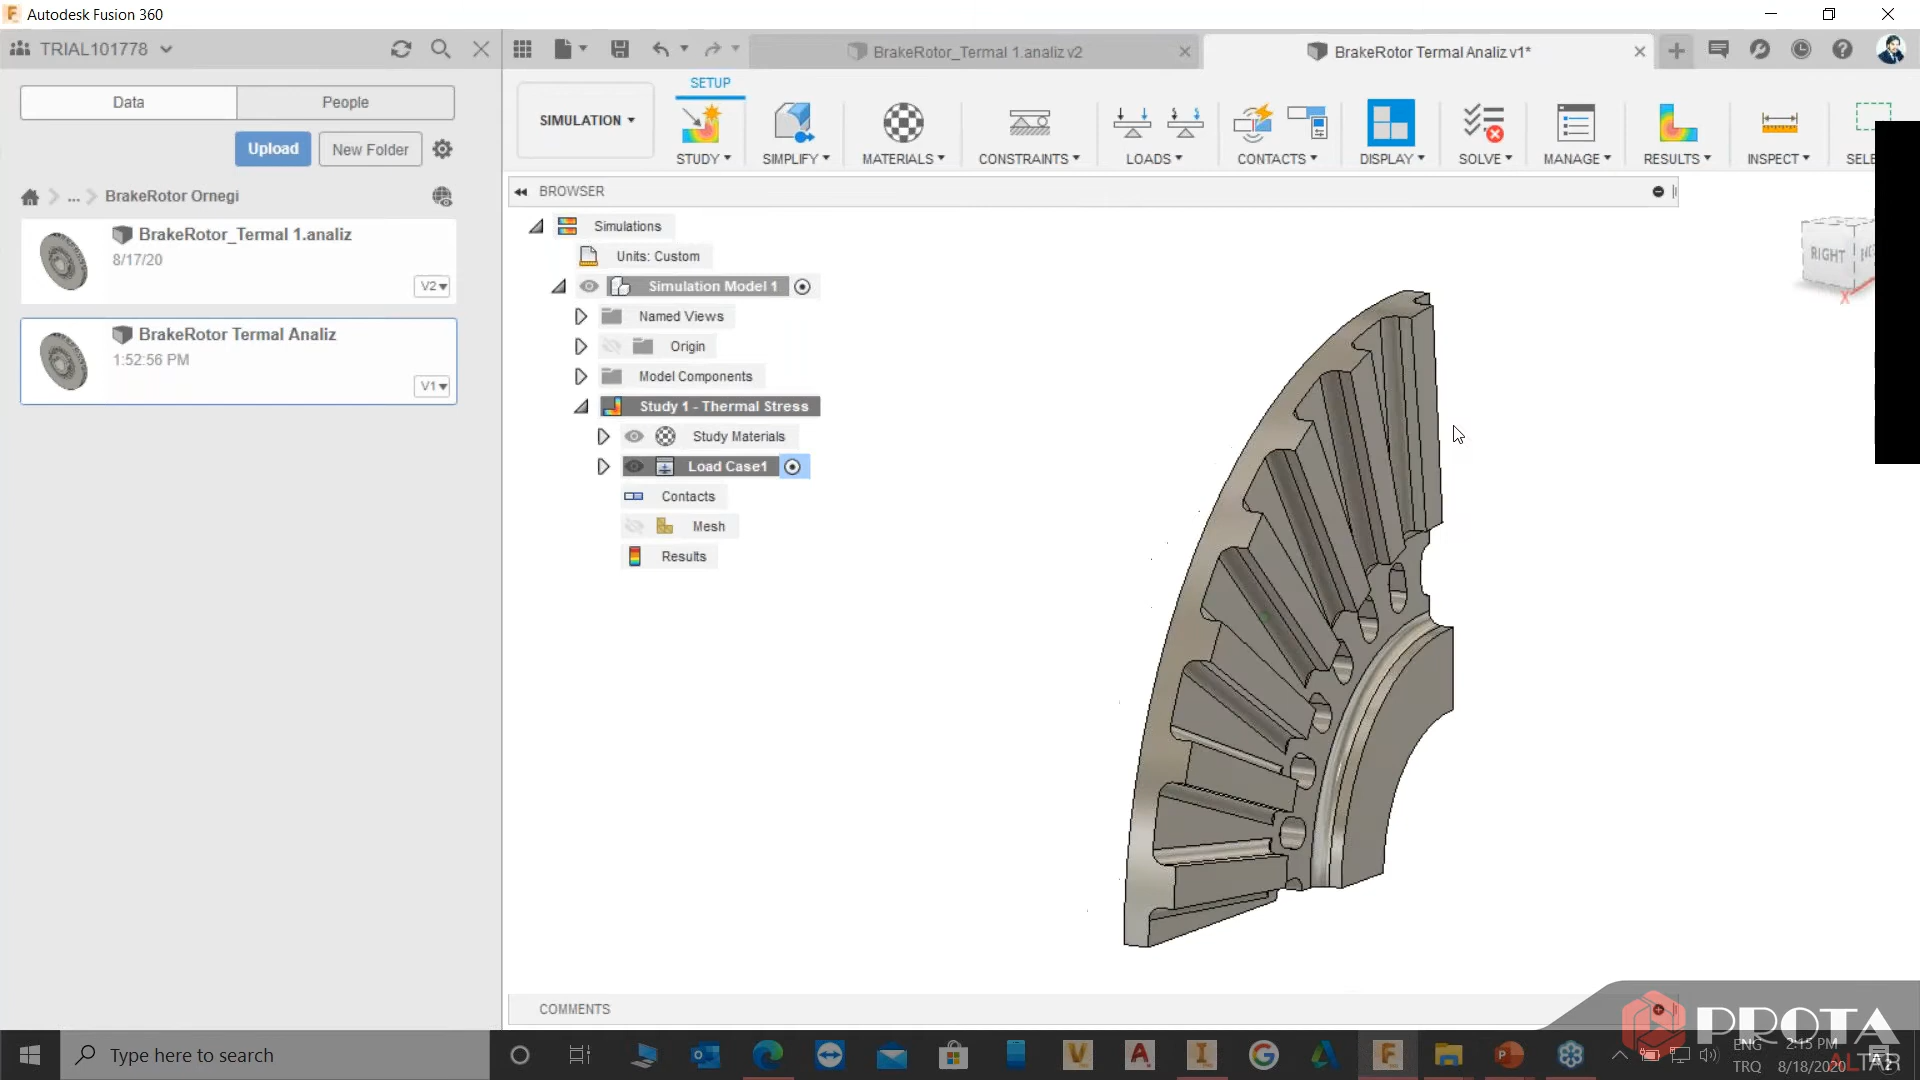 Autodesk Fusion 360
TRIAL101778
BrakeRotor_Termal 1.analiz v2
BrakeRotor Termal Analiz v1*
Data
People
Upload
New Folder
... BrakeRotor Ornegi
BrakeRotor_Termal 1.analiz
8/17/20
V2
BrakeRotor Termal Analiz
1:52:56 PM
V1
SETUP
SIMULATION
STUDY
SIMPLIFY
MATERIALS
CONSTRAINTS
LOADS
CONTACTS
DISPLAY
SOLVE
MANAGE
RESULTS
INSPECT
SELE
BROWSER
Simulations
Units: Custom
Simulation Model 1
Named Views
Origin
Model Components
Study 1 - Thermal Stress
Study Materials
Load Case1
Contacts
Mesh
Results
RIGHT
X
COMMENTS
PROTA
ALTAR
Type here to search
ENG
TRQ
2:15 PM
8/18/2020